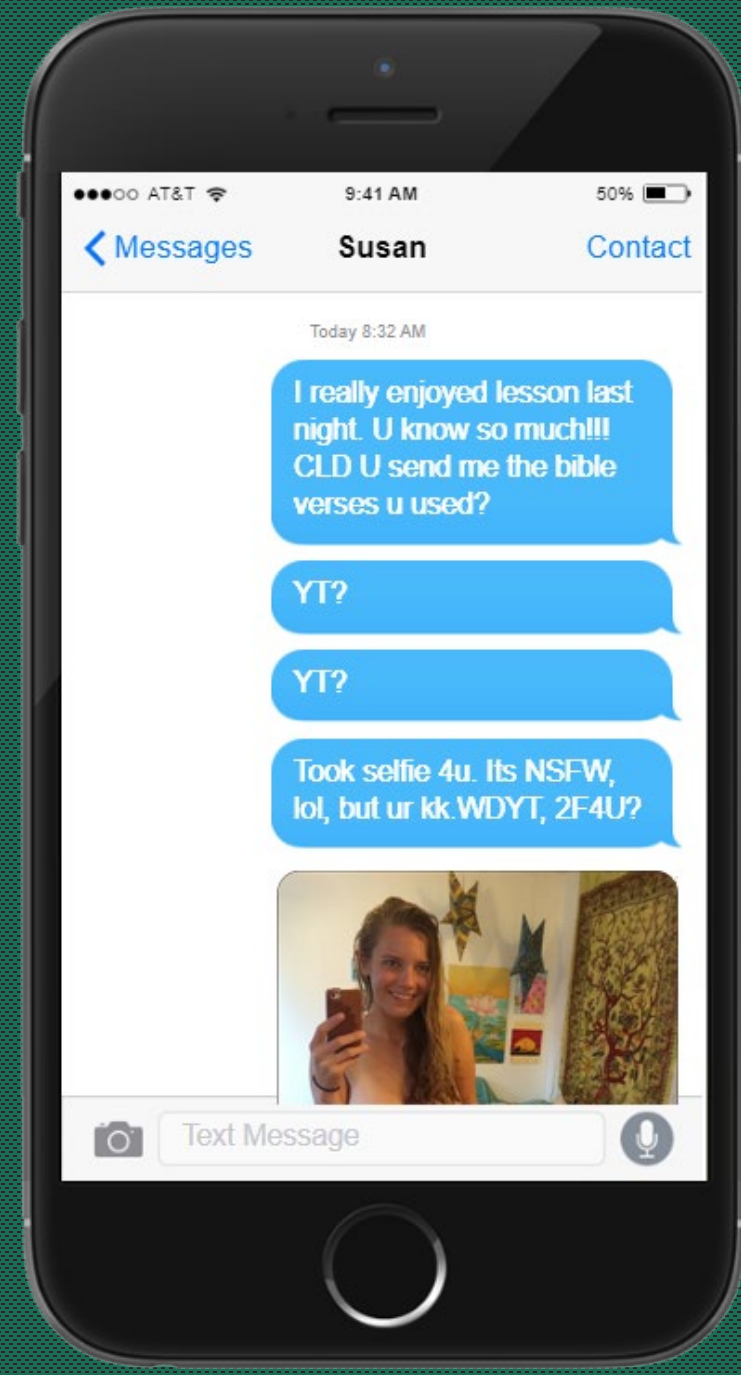 ●●●○○ AT&T 9:41 AM 50%
Messages Susan Contact
Today 8:32 AM
I really enjoyed lesson last
night. U know so much!!!
CLD U send me the bible
verses u used?
YT?
YT?
Took selfie 4u. Its NSFW,
lol, but ur kk.WDYT, 2F4U?
Text Message